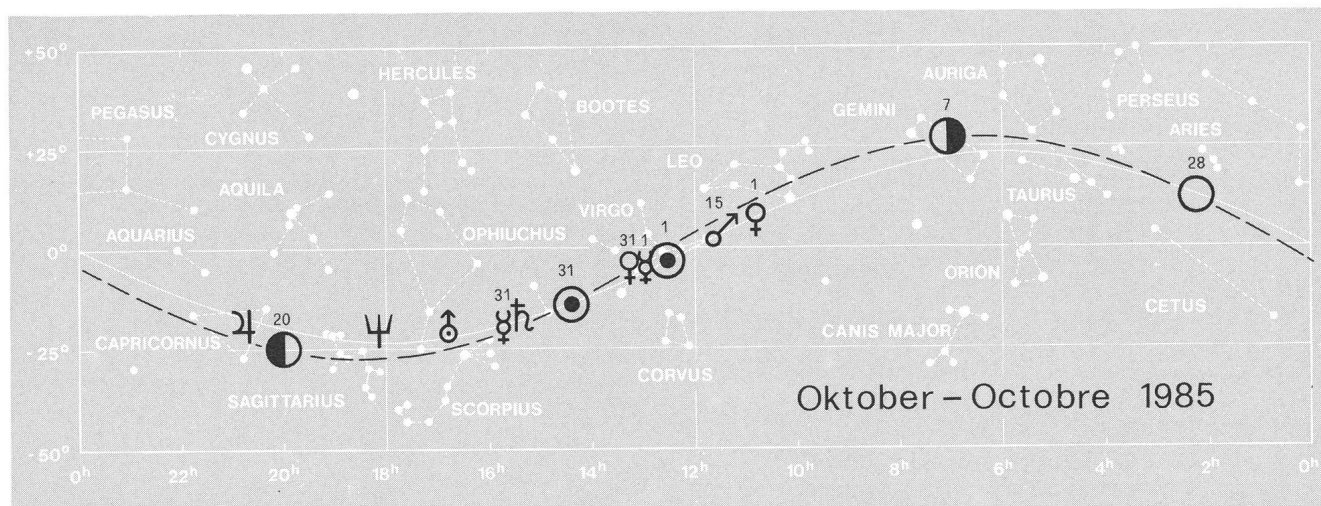 +50°
HERCULES
AURIGA
7
PEGASUS
BOOTES
GEMINI
PERSEUS
CYGNUS
ARIES
+25°
LEO
28
AQUILA
1
TAURUS
VIRGO
15
AQUARIUS
OPHIUCHUS
31 1
1
0°
31
ORION
31
CETUS
20
CAPRICORNUS
CANIS MAJOR
-25°
CORVUS
SAGITTARIUS
SCORPIUS
Oktober – Octobre 1985
-50°
0h 22h 20h 18h 16h 14h 12h 10h 8h 6h 4h 2h 0h